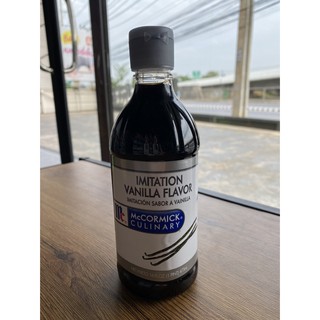 IMITATION
VANILLA FLAVOR
IMITACIÓN SABOR A VAINILLA
McCORMICK
CULINARY